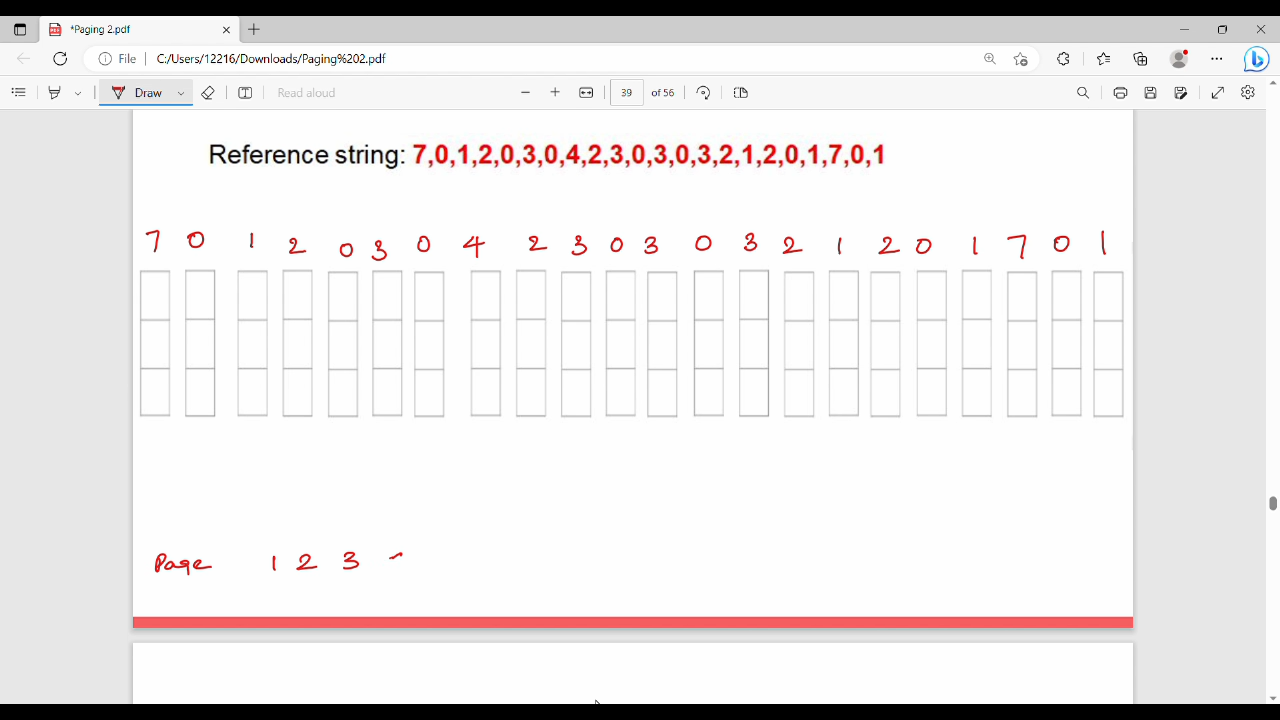 *Paging 2.pdf
File C:/Users/12216/Downloads/Paging%202.pdf
Draw Read aloud 39 of 56
Reference string: 7,0,1,2,0,3,0,4,2,3,0,3,0,3,2,1,2,0,1,7,0,1
7 0 1 2 0 3 0 4 2 3 0 3 0 3 2 1 2 0 1 7 0 1
Page 1 2 3